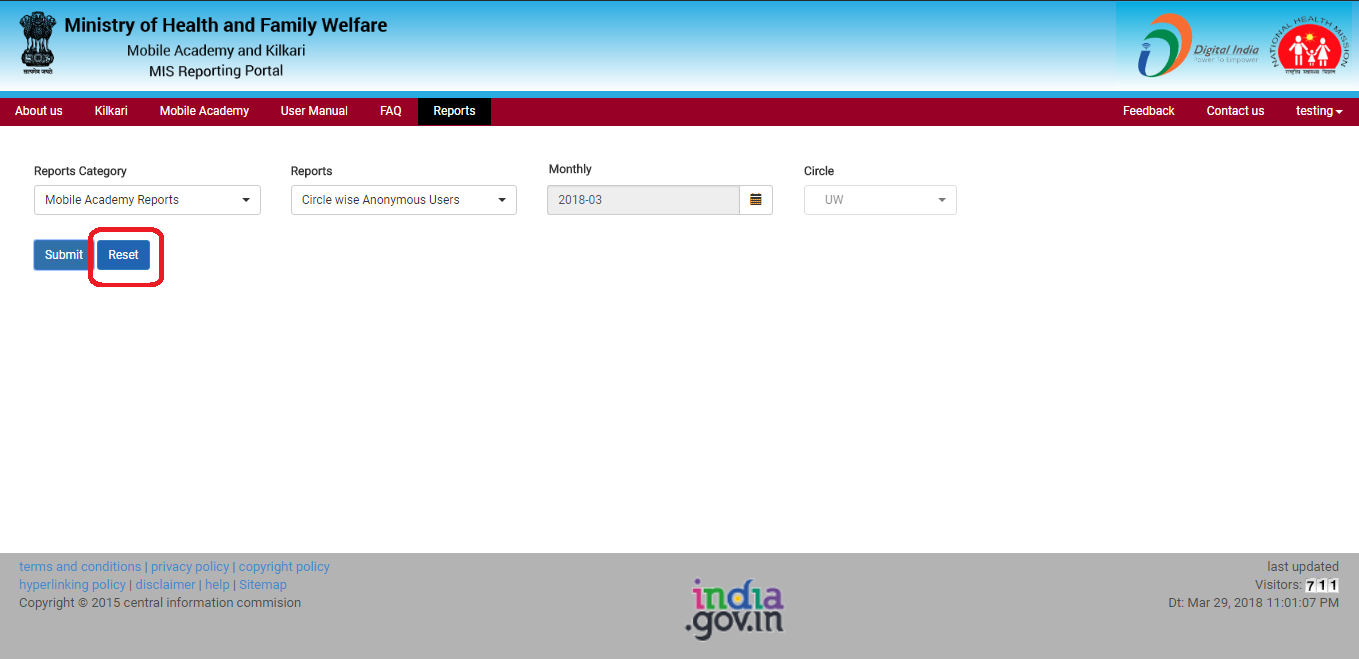 Ministry of Health and Family Welfare
Mobile Academy and Kilkari
MIS Reporting Portal
सत्यमेव जयते
Digital India
Power To Empower
NATIONAL HEALTH MISSION
राष्ट्रीय स्वास्थ्य मिशन
About us Kilkari Mobile Academy User Manual FAQ Reports Feedback Contact us testing
Reports Category Reports Monthly Circle
Mobile Academy Reports Circle wise Anonymous Users 2018-03 UW
Submit Reset
terms and conditions | privacy policy | copyright policy
hyperlinking policy | disclaimer | help | Sitemap
Copyright © 2015 central information commision
india
.gov.in
last updated
Visitors: 711
Dt: Mar 29, 2018 11:01:07 PM